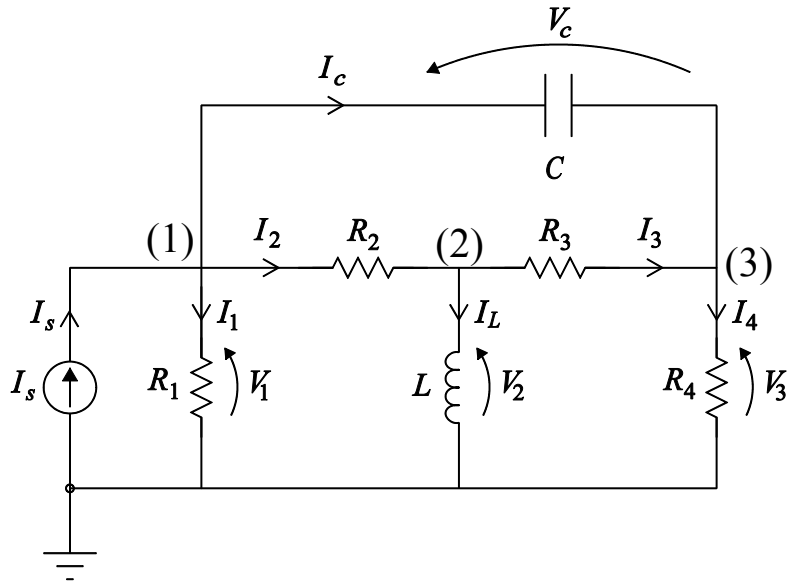 V_c
I_c
C
(1) I_2 R_2 (2) R_3 I_3 (3)
I_s I_1 I_L I_4
I_s R_1 V_1 L V_2 R_4 V_3